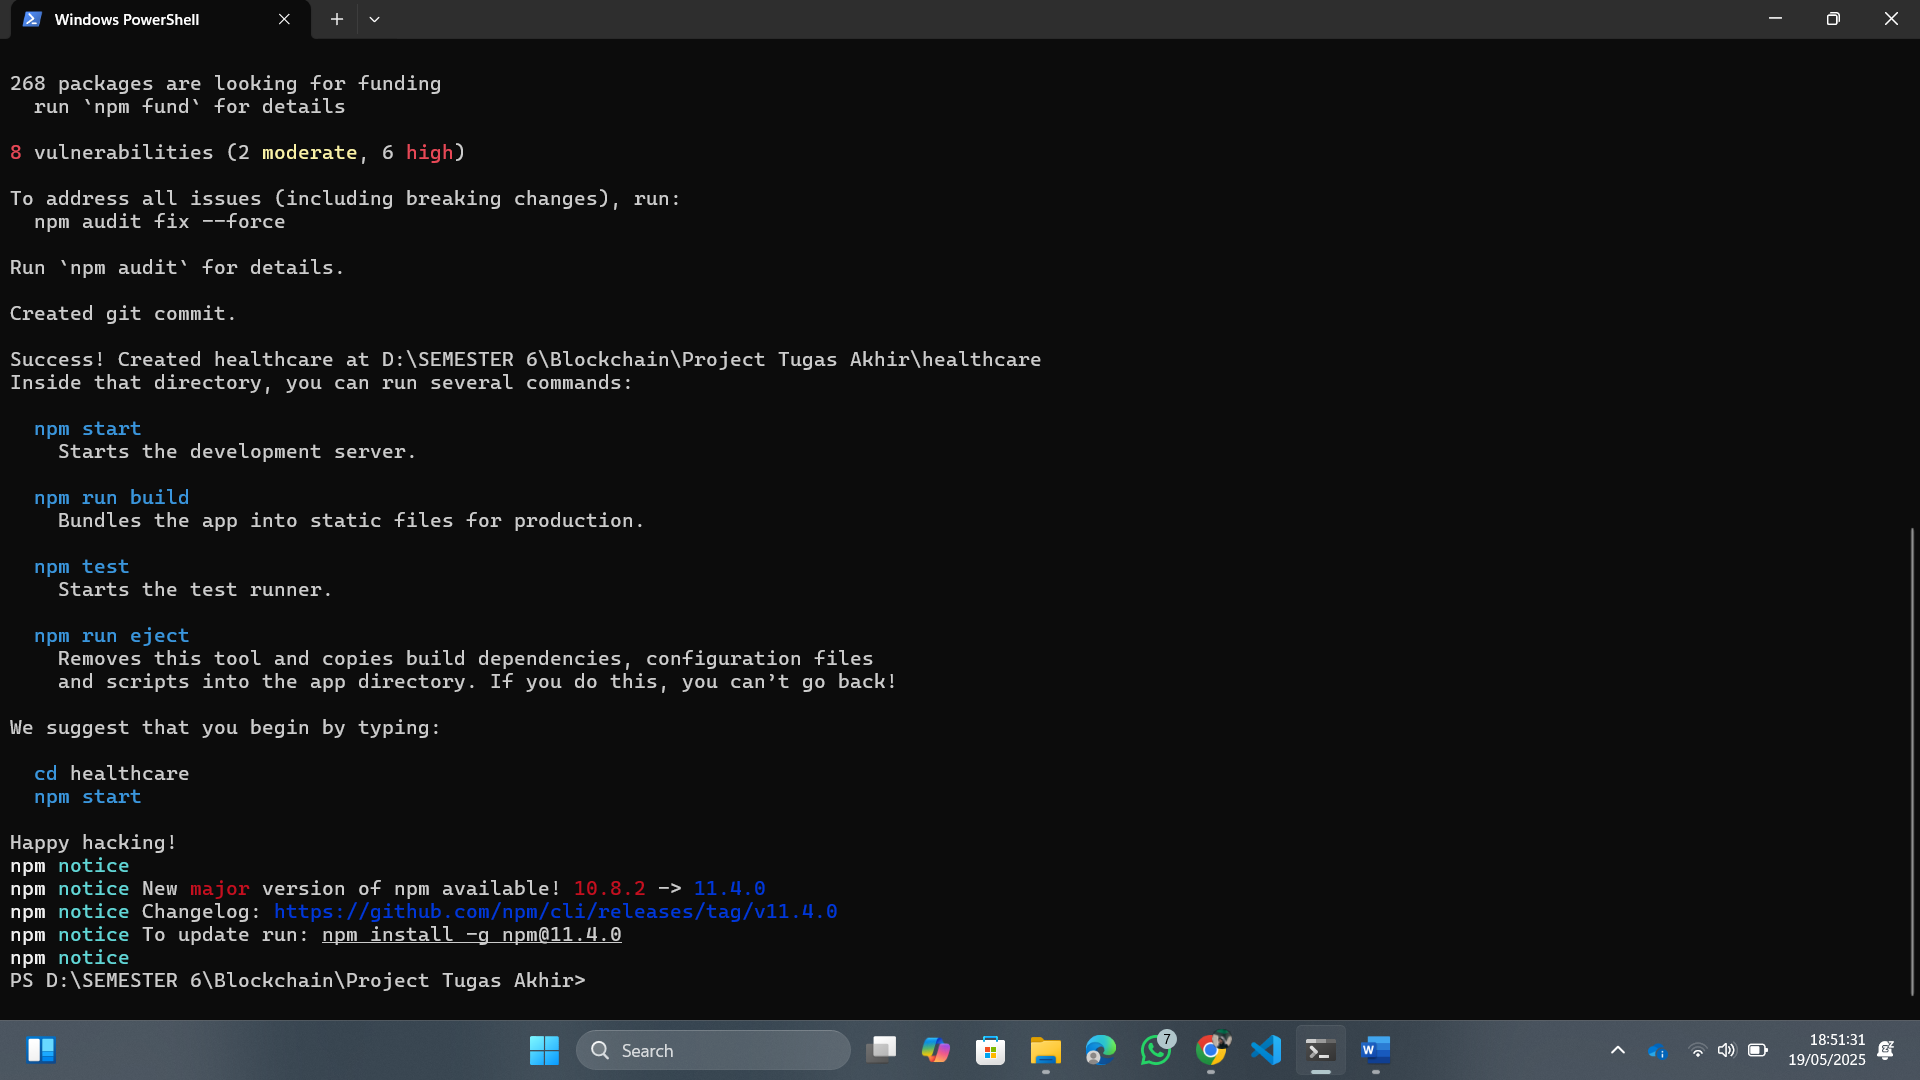 Windows PowerShell
268 packages are looking for funding
  run `npm fund` for details
8 vulnerabilities (2 moderate, 6 high)
To address all issues (including breaking changes), run:
  npm audit fix --force
Run `npm audit` for details.
Created git commit.
Success! Created healthcare at D:\SEMESTER 6\Blockchain\Project Tugas Akhir\healthcare
Inside that directory, you can run several commands:
  npm start
    Starts the development server.
  npm run build
    Bundles the app into static files for production.
  npm test
    Starts the test runner.
  npm run eject
    Removes this tool and copies build dependencies, configuration files
    and scripts into the app directory. If you do this, you can’t go back!
We suggest that you begin by typing:
  cd healthcare
  npm start
Happy hacking!
npm notice
npm notice New major version of npm available! 10.8.2 -> 11.4.0
npm notice Changelog: https://github.com/npm/cli/releases/tag/v11.4.0
npm notice To update run: npm install -g npm@11.4.0
npm notice
PS D:\SEMESTER 6\Blockchain\Project Tugas Akhir>
Search
7
W
18:51:31
19/05/2025